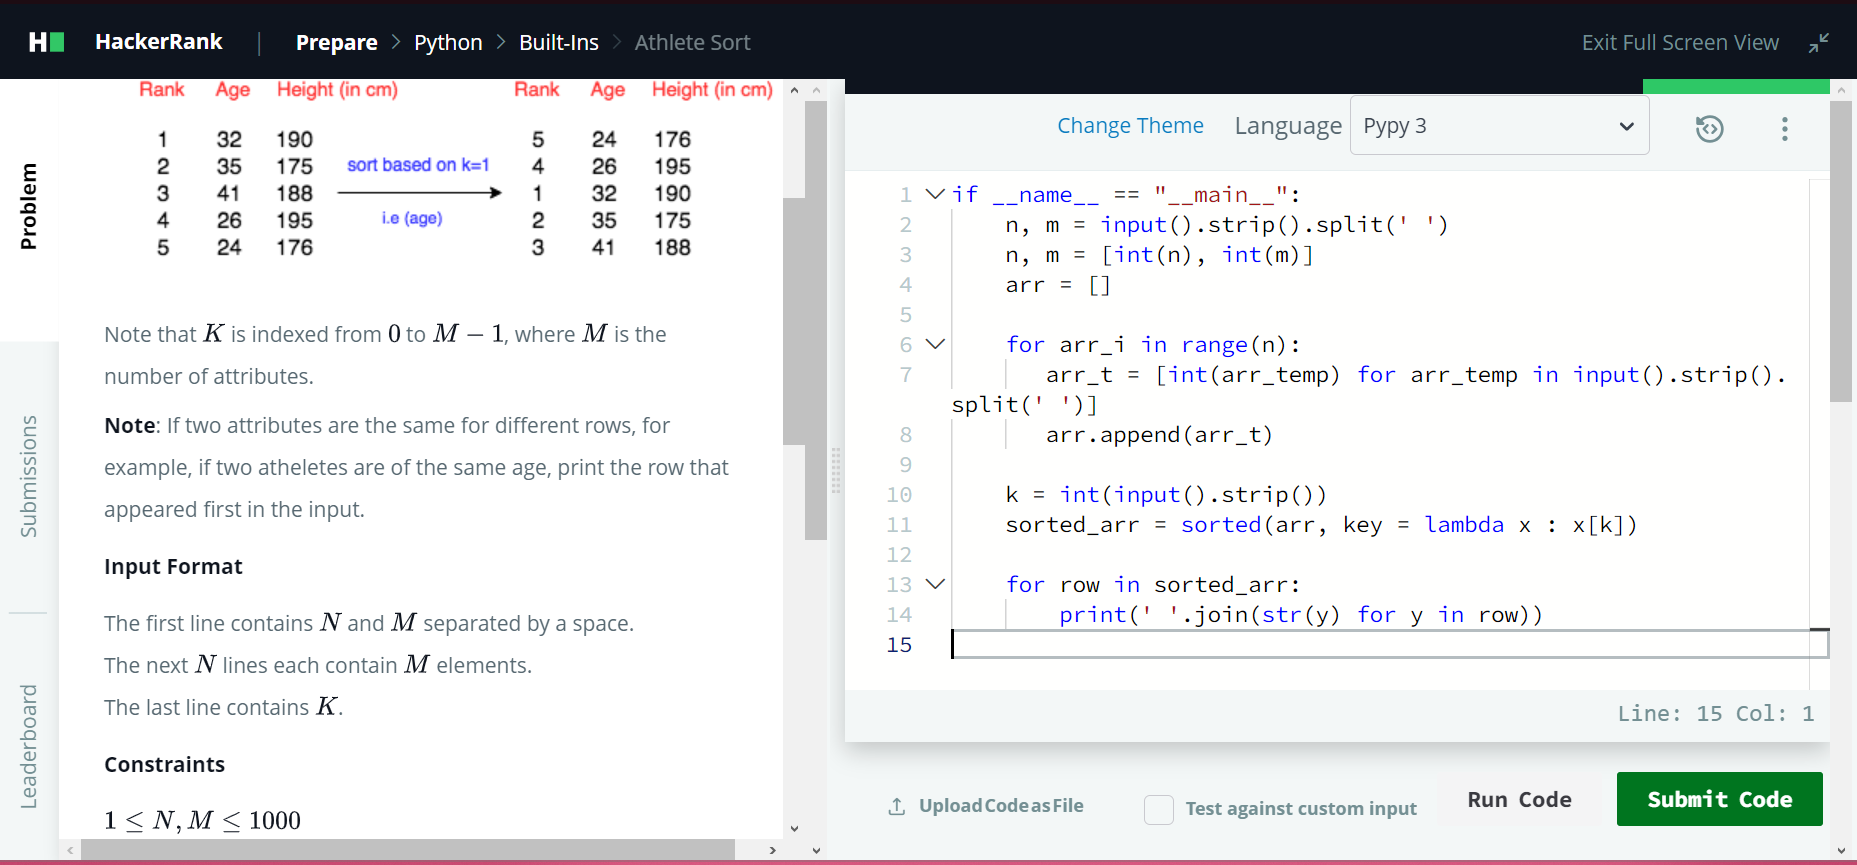 HackerRank | Prepare > Python > Built-Ins > Athlete Sort Exit Full Screen View
Problem
Submissions
Leaderboard
Rank Age Height (in cm) Rank Age Height (in cm)
1 32 190 5 24 176
2 35 175 sort based on k=1 4 26 195
3 41 188 1 32 190
4 26 195 i.e (age) 2 35 175
5 24 176 3 41 188
Note that K is indexed from 0 to M − 1, where M is the
number of attributes.
Note: If two attributes are the same for different rows, for
example, if two atheletes are of the same age, print the row that
appeared first in the input.
Input Format
The first line contains N and M separated by a space.
The next N lines each contain M elements.
The last line contains K.
Constraints
1 ≤ N, M ≤ 1000
Change Theme Language Pypy 3
1 if __name__ == "__main__":
2 n, m = input().strip().split(' ')
3 n, m = [int(n), int(m)]
4 arr = []
5
6 for arr_i in range(n):
7 arr_t = [int(arr_temp) for arr_temp in input().strip().
split(' ')]
8 arr.append(arr_t)
9
10 k = int(input().strip())
11 sorted_arr = sorted(arr, key = lambda x : x[k])
12
13 for row in sorted_arr:
14 print(' '.join(str(y) for y in row))
15
Line: 15 Col: 1
Upload Code as File Test against custom input Run Code Submit Code